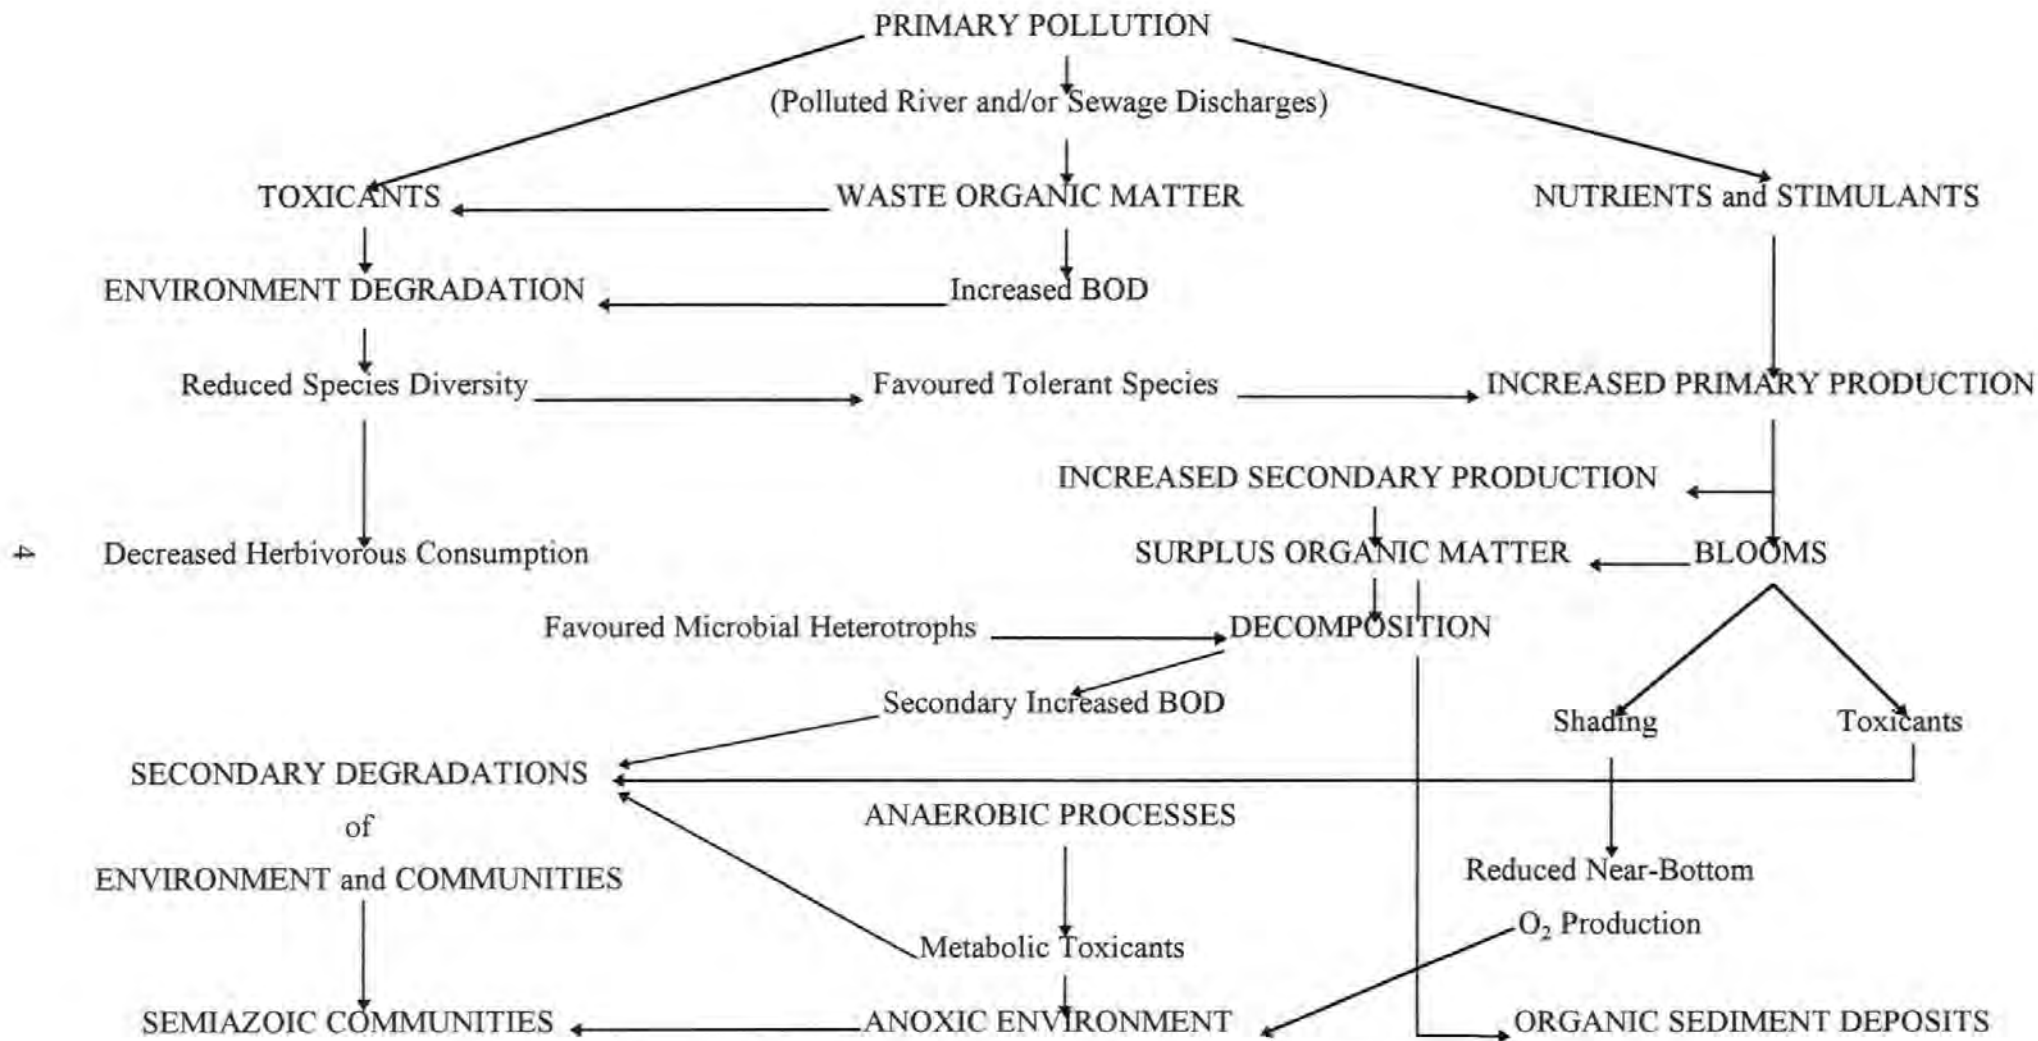 PRIMARY POLLUTION
(Polluted River and/or Sewage Discharges)
TOXICANTS
WASTE ORGANIC MATTER
NUTRIENTS and STIMULANTS
ENVIRONMENT DEGRADATION
Increased BOD
Reduced Species Diversity
Favoured Tolerant Species
INCREASED PRIMARY PRODUCTION
INCREASED SECONDARY PRODUCTION
4
Decreased Herbivorous Consumption
SURPLUS ORGANIC MATTER
BLOOMS
Favoured Microbial Heterotrophs
DECOMPOSITION
Secondary Increased BOD
Shading
Toxicants
SECONDARY DEGRADATIONS
of
ENVIRONMENT and COMMUNITIES
ANAEROBIC PROCESSES
Reduced Near-Bottom
O₂ Production
Metabolic Toxicants
SEMIAZOIC COMMUNITIES
ANOXIC ENVIRONMENT
ORGANIC SEDIMENT DEPOSITS